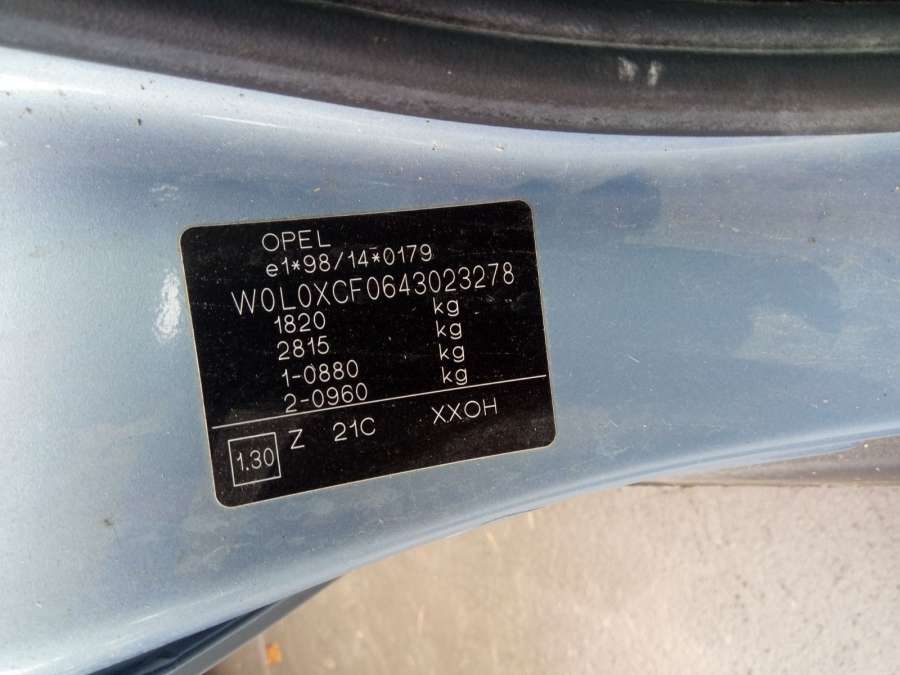 OPEL
e1*98/14*0179
W0L0XCF0643023278
1820 kg
2815 kg
1-0880 kg
2-0960 kg
1.30 Z 21C XXOH